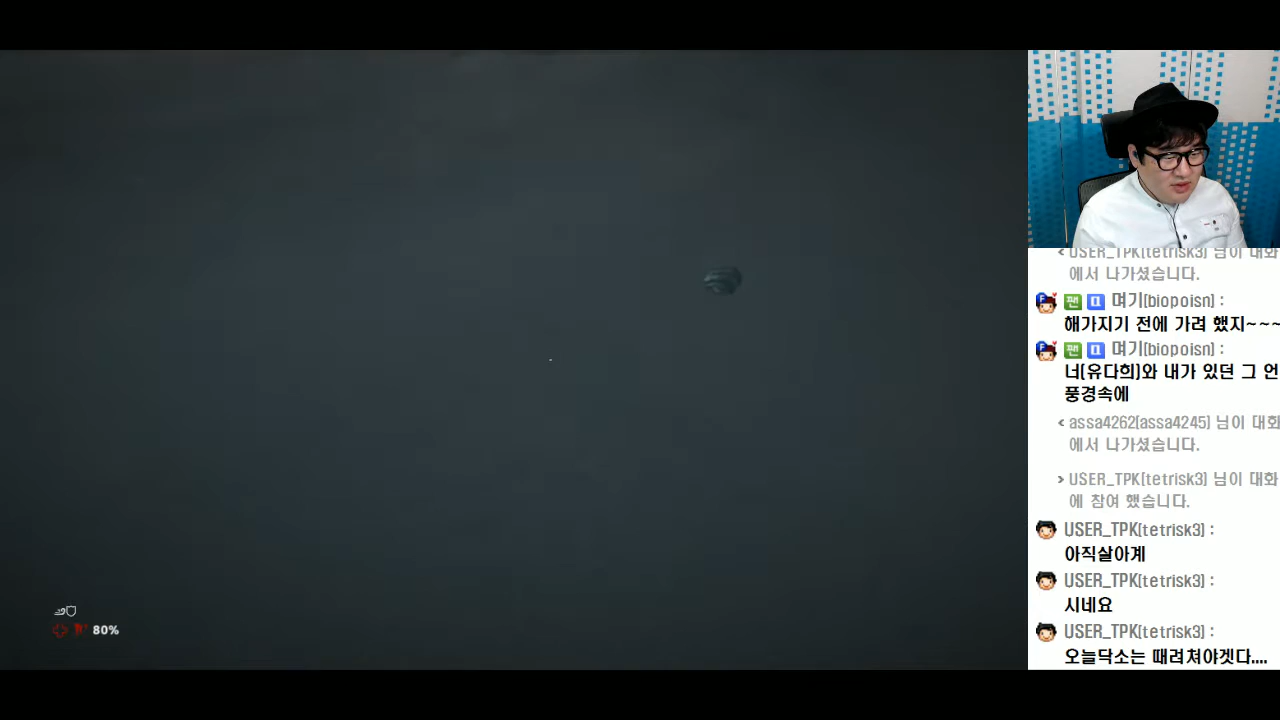 USER_TPK[tetrisk3] 님이 대화
에서 나가셨습니다.
팬 며기[biopoisn] :
해가지기 전에 가려 했지~~~
팬 며기[biopoisn] :
너(유다희)와 내가 있던 그 언
풍경속에
assa4262[assa4245] 님이 대화
에서 나가셨습니다.
USER_TPK[tetrisk3] 님이 대화
에 참여 했습니다.
USER_TPK[tetrisk3] :
아직살아계
USER_TPK[tetrisk3] :
시네요
USER_TPK[tetrisk3] :
오늘닥소는 때려쳐야겟다....
80%